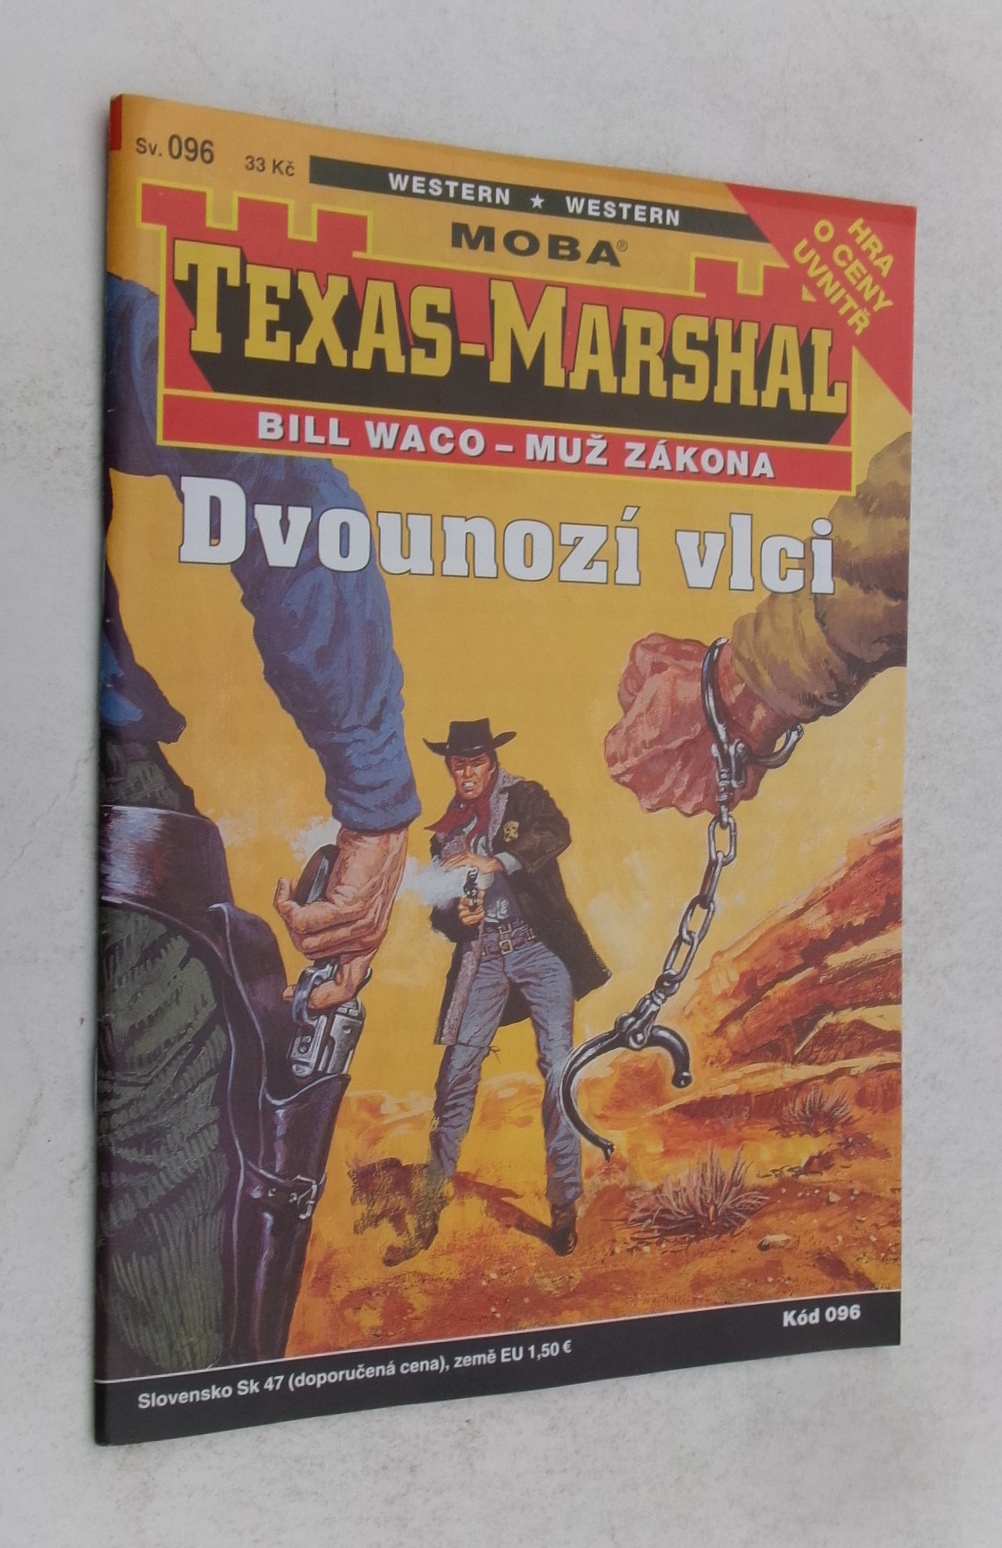 Sv. 096 33 Kč
WESTERN ★ WESTERN
HRA
O CENY
UVNITŘ
MOBA®
TEXAS-MARSHAL
BILL WACO – MUŽ ZÁKONA
Dvounozí vlci
Kód 096
Slovensko Sk 47 (doporučená cena), země EU 1,50 €